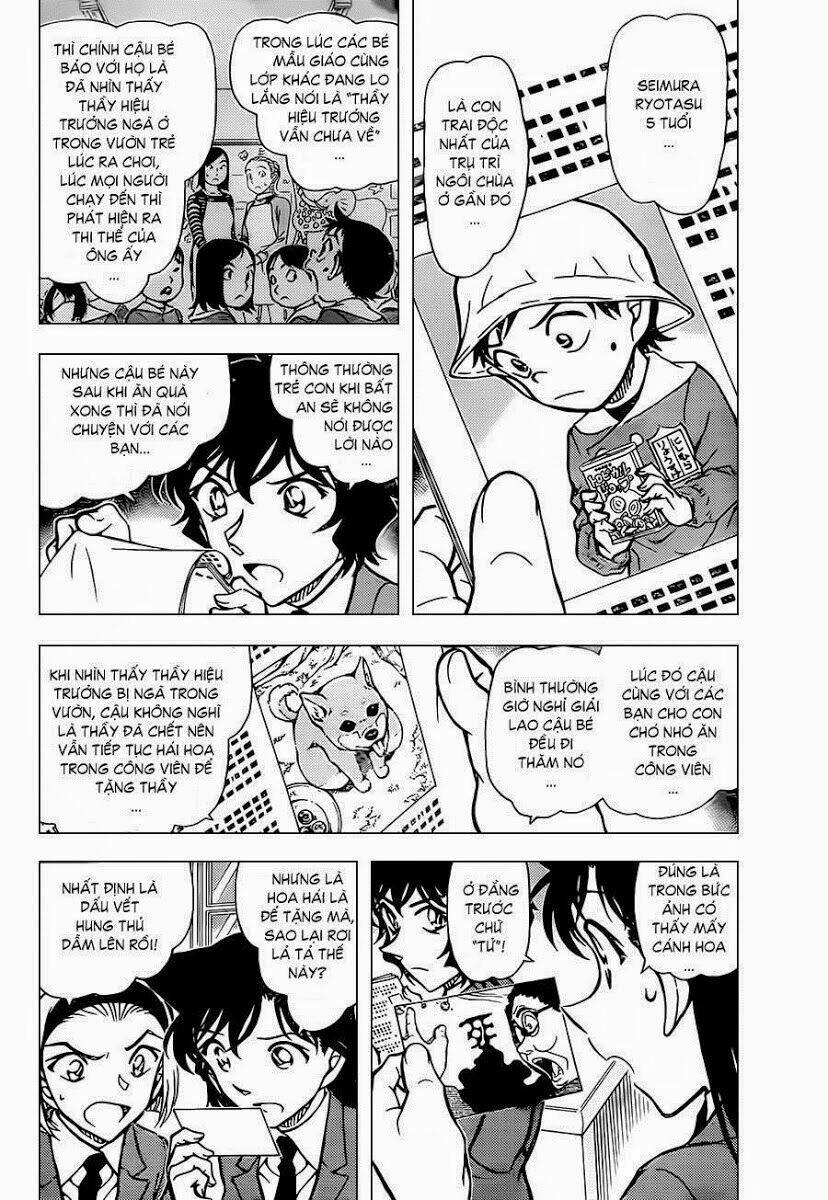 SEIMURA
RYOTASU
5 TUỔI
...
LÀ CON
TRAI ĐỘC
NHẤT CỦA
TRỤ TRÌ
NGÔI CHÙA
Ở GẦN ĐÓ
...
TRONG LÚC CÁC BÉ
MẪU GIÁO CÙNG
LỚP KHÁC ĐANG LO
LẮNG NÓI LÀ "THẦY
HIỆU TRƯỞNG
VẪN CHƯA VỀ"
...
THÌ CHÍNH CẬU BÉ
BẢO VỚI HỌ LÀ
ĐÃ NHÌN THẤY
THẦY HIỆU
TRƯỞNG NGÃ Ở
TRONG VƯỜN TRẺ
LÚC RA CHƠI,
LÚC MỌI NGƯỜI
CHẠY ĐẾN THÌ
PHÁT HIỆN RA
THI THỂ CỦA
ÔNG ẤY
...
THÔNG THƯỜNG
TRẺ CON KHI BẤT
AN SẼ KHÔNG
NÓI ĐƯỢC
LỜI NÀO
...
NHƯNG CẬU BÉ NÀY
SAU KHI ĂN QUÀ
XONG THÌ ĐÃ NÓI
CHUYỆN VỚI CÁC
BẠN...
LÚC ĐÓ CẬU
CÙNG VỚI CÁC
BẠN CHO CON
CHÓ NHỎ ĂN
TRONG
CÔNG VIÊN
...
BÌNH THƯỜNG
GIỜ NGHỈ GIẢI
LAO CẬU BÉ
ĐỀU ĐI
THĂM NÓ
...
KHI NHÌN THẤY THẦY HIỆU
TRƯỞNG BỊ NGÃ TRONG
VƯỜN, CẬU KHÔNG NGHĨ
LÀ THẦY ĐÃ CHẾT NÊN
VẪN TIẾP TỤC HÁI HOA
TRONG CÔNG VIÊN ĐỂ
TẶNG THẦY
...
ĐÚNG LÀ
TRONG BỨC
ẢNH CÓ
THẤY MẤY
CÁNH HOA
...
Ở ĐẰNG
TRƯỚC
CHỮ
"TỬ"!
死
NHƯNG LÀ
HOA HÁI LÀ
ĐỂ TẶNG MÀ,
SAO LẠI RƠI
LẢ TẢ THẾ
NÀY?
NHẤT ĐỊNH LÀ
DẤU VẾT
HUNG THỦ
DẪM LÊN RỒI!